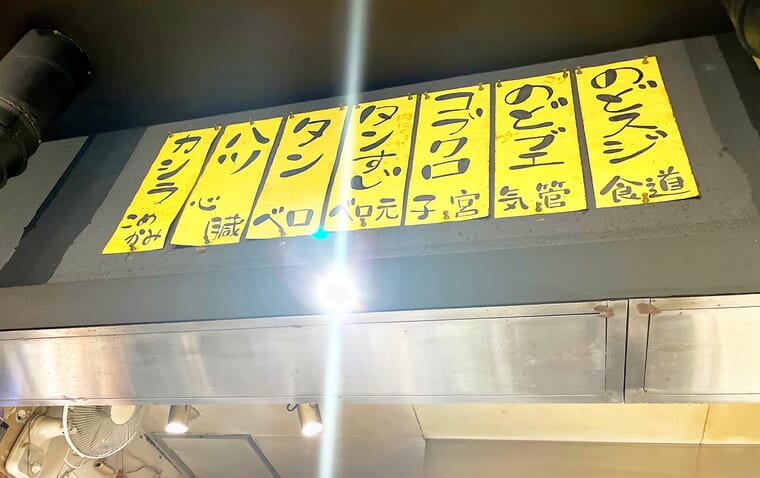 のどスジ
食道
のどブエ
気管
コブクロ
子宮
タンすじ
ベロ元
タン
ベロ
ハツ
心臓
カシラ
こめかみ